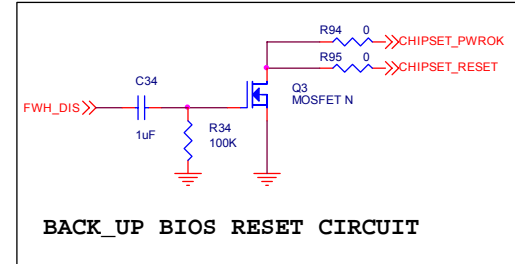 R94 0
CHIPSET_PWROK
R95 0
CHIPSET_RESET
C34
Q3
MOSFET N
FWH_DIS
1uF
R34
100K
BACK_UP BIOS RESET CIRCUIT